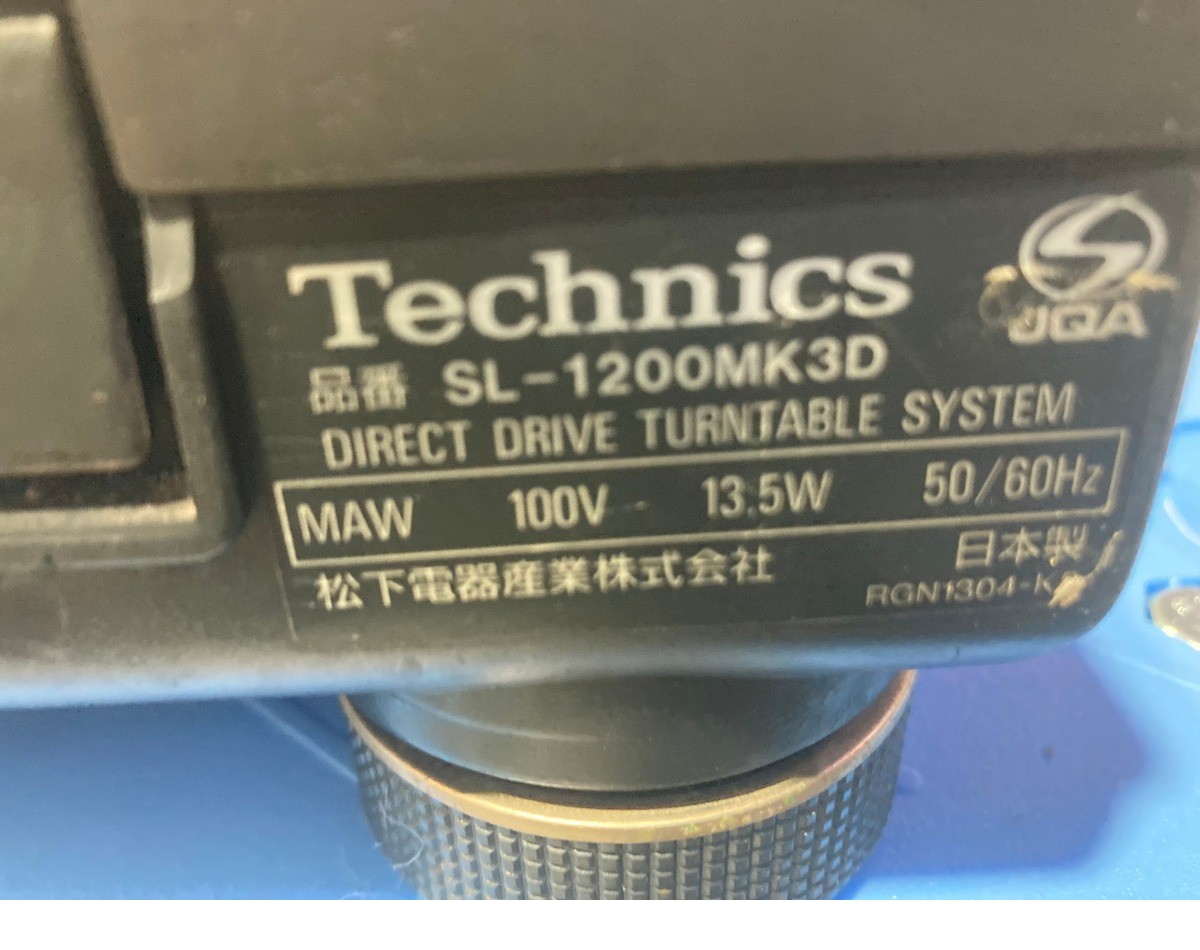 Technics
JQA
品番 SL-1200MK3D
DIRECT DRIVE TURNTABLE SYSTEM
MAW 100V 13.5W 50/60Hz
松下電器産業株式会社
日本製